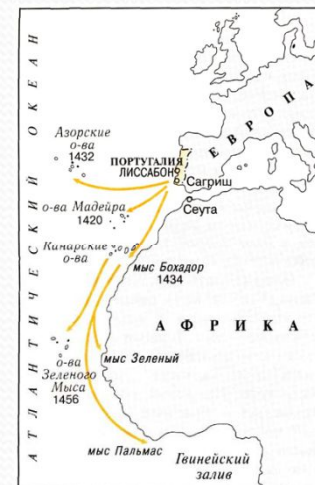 АТЛАНТИЧЕСКИЙ ОКЕАН
ЕВРОПА
Азорские
о-ва
1432
ПОРТУГАЛИЯ
ЛИССАБОН
Сагриш
Сеута
о-ва Мадейра
1420
Канарские
о-ва
мыс Бохадор
1434
АФРИКА
мыс Зеленый
о-ва
Зеленого
Мыса
1456
мыс Пальмас
Гвинейский
залив